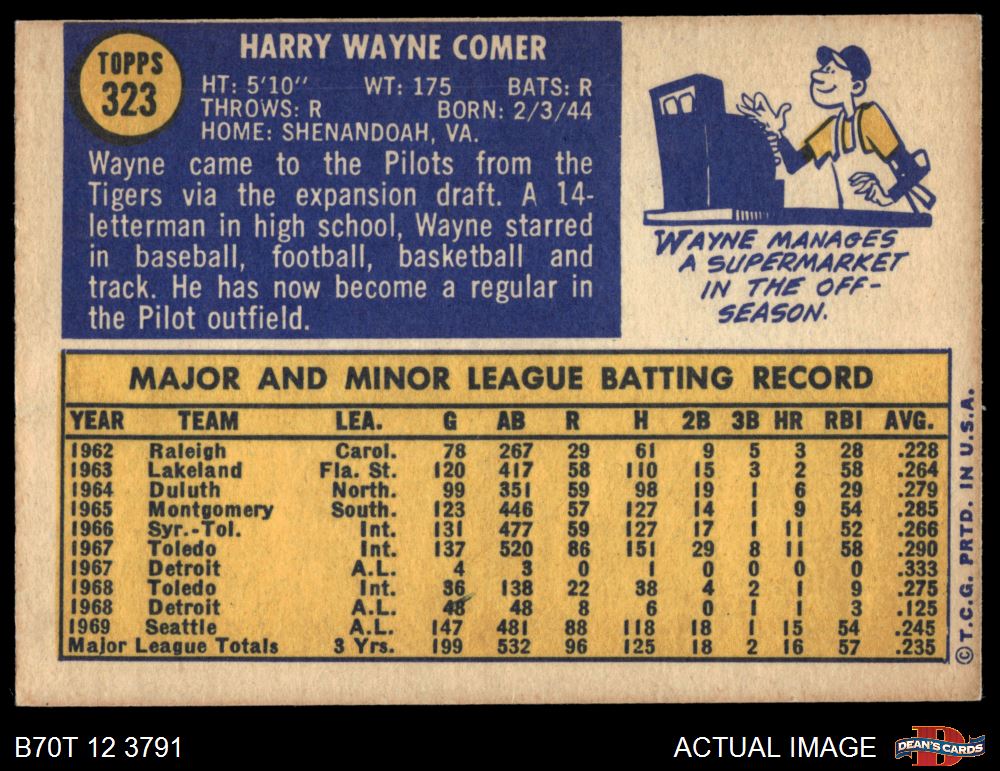 TOPPS
323
HARRY WAYNE COMER
HT: 5'10" WT: 175 BATS: R
THROWS: R BORN: 2/3/44
HOME: SHENANDOAH, VA.
Wayne came to the Pilots from the
Tigers via the expansion draft. A 14-
letterman in high school, Wayne starred
in baseball, football, basketball and
track. He has now become a regular in
the Pilot outfield.
WAYNE MANAGES
A SUPERMARKET
IN THE OFF-
SEASON.
MAJOR AND MINOR LEAGUE BATTING RECORD
YEAR TEAM LEA. G AB R H 2B 3B HR RBI AVG.
1962 Raleigh Carol. 78 267 29 61 9 5 3 28 .228
1963 Lakeland Fla. St. 120 417 58 110 15 3 2 58 .264
1964 Duluth North. 99 351 59 98 19 1 6 29 .279
1965 Montgomery South. 123 446 57 127 14 1 9 54 .285
1966 Syr.-Tol. Int. 131 477 59 127 17 1 11 52 .266
1967 Toledo Int. 137 520 86 151 29 8 11 58 .290
1967 Detroit A.L. 4 3 0 1 0 0 0 0 .333
1968 Toledo Int. 36 138 22 38 4 2 1 9 .275
1968 Detroit A.L. 48 48 8 6 0 1 1 3 .125
1969 Seattle A.L. 147 481 88 118 18 1 15 54 .245
Major League Totals 3 Yrs. 199 532 96 125 18 2 16 57 .235
©T.C.G. PRTD. IN U.S.A.
B70T 12 3791
ACTUAL IMAGE
DEAN'S CARDS